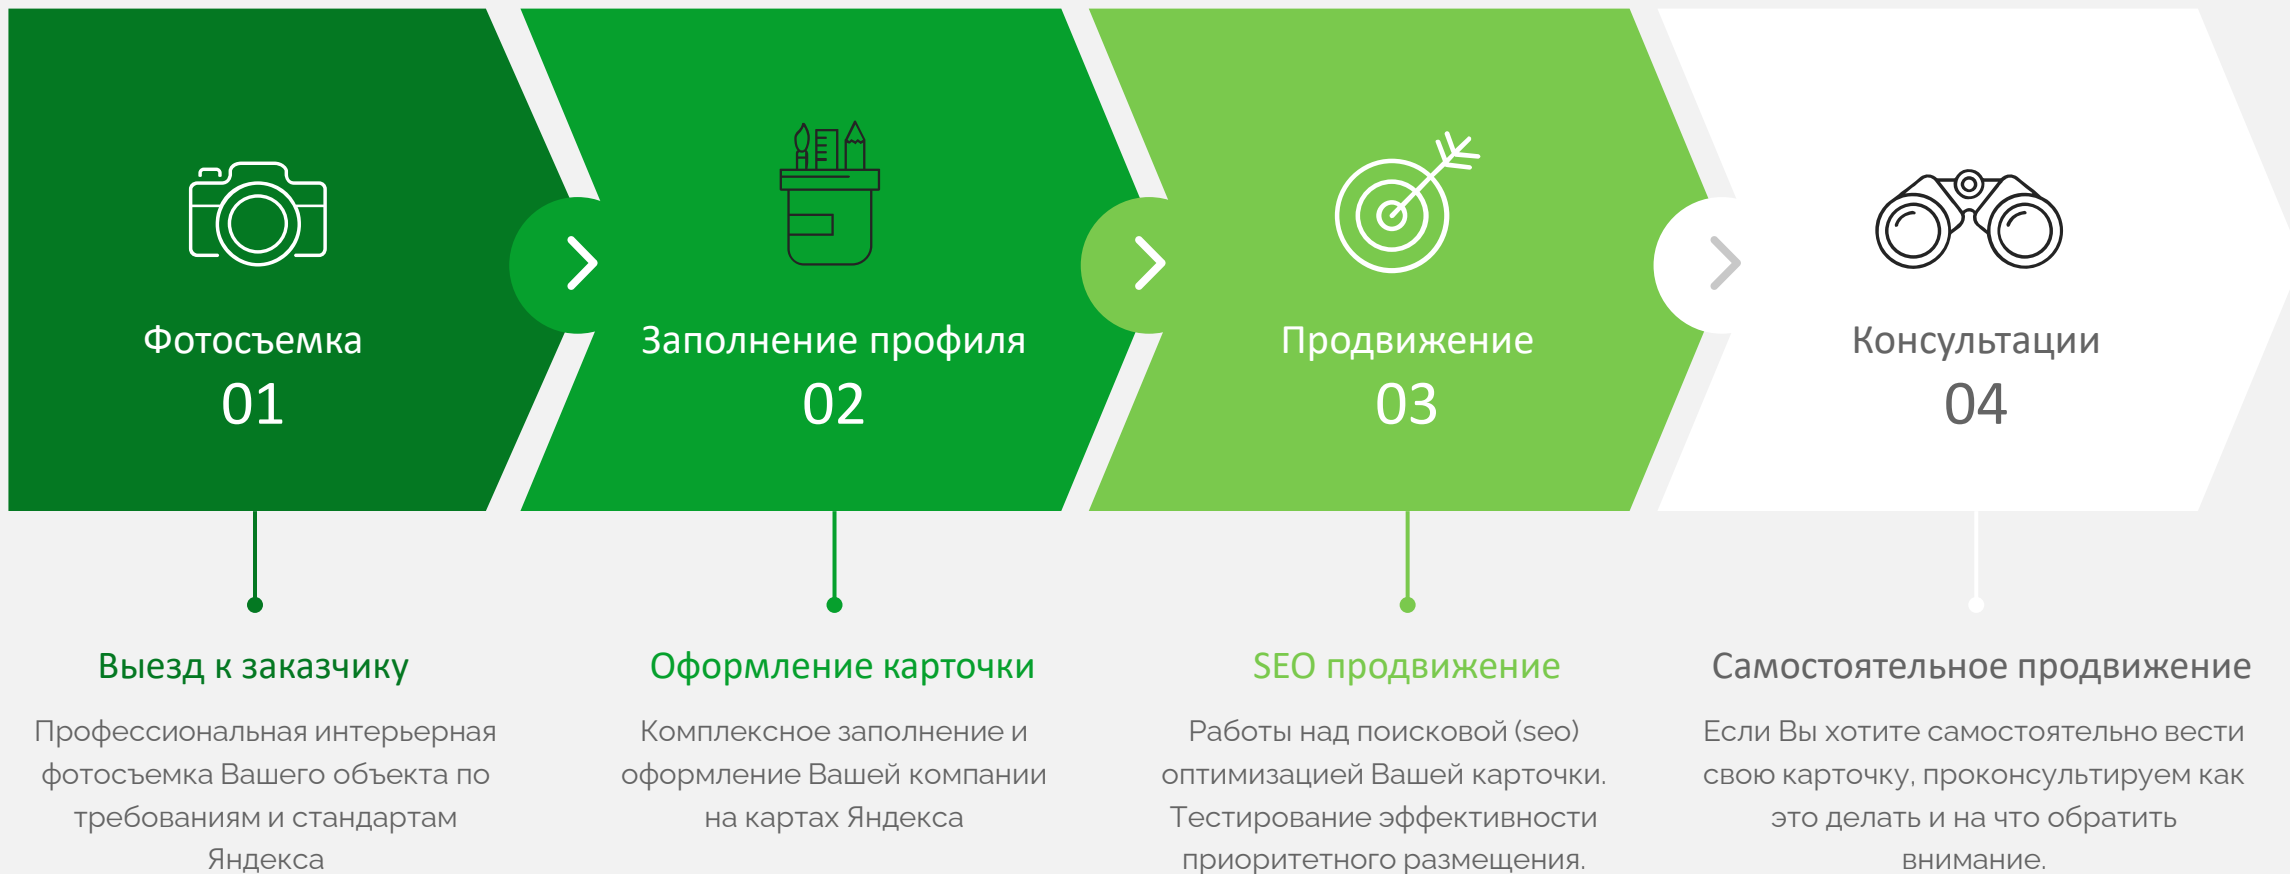 Фотосъемка
01
Заполнение профиля
02
Продвижение
03
Консультации
04
Выезд к заказчику
Профессиональная интерьерная
фотосъемка Вашего объекта по
требованиям и стандартам
Яндекса
Оформление карточки
Комплексное заполнение и
оформление Вашей компании
на картах Яндекса
SEO продвижение
Работы над поисковой (seo)
оптимизацией Вашей карточки.
Тестирование эффективности
приоритетного размещения.
Самостоятельное продвижение
Если Вы хотите самостоятельно вести
свою карточку, проконсультируем как
это делать и на что обратить
внимание.